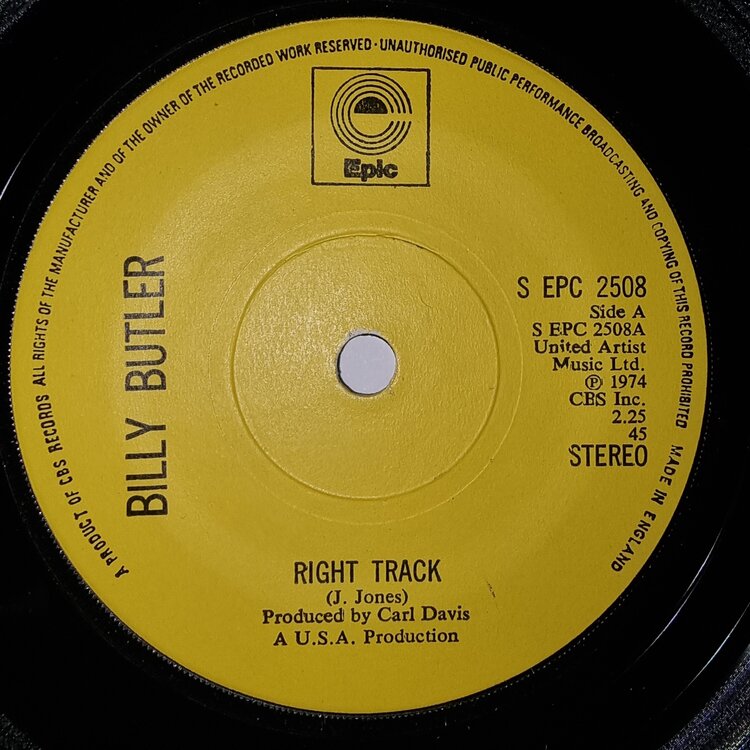 A PRODUCT OF CBS RECORDS ALL RIGHTS OF THE MANUFACTURER AND OF THE OWNER OF THE RECORDED WORK RESERVED · UNAUTHORISED PUBLIC PERFORMANCE BROADCASTING AND COPYING OF THIS RECORD PROHIBITED MADE IN ENGLAND
e
Epic
BILLY BUTLER
S EPC 2508
Side A
S EPC 2508A
United Artist
Music Ltd.
℗ 1974
CBS Inc.
2.25
45
STEREO
RIGHT TRACK
(J. Jones)
Produced by Carl Davis
A U.S.A. Production